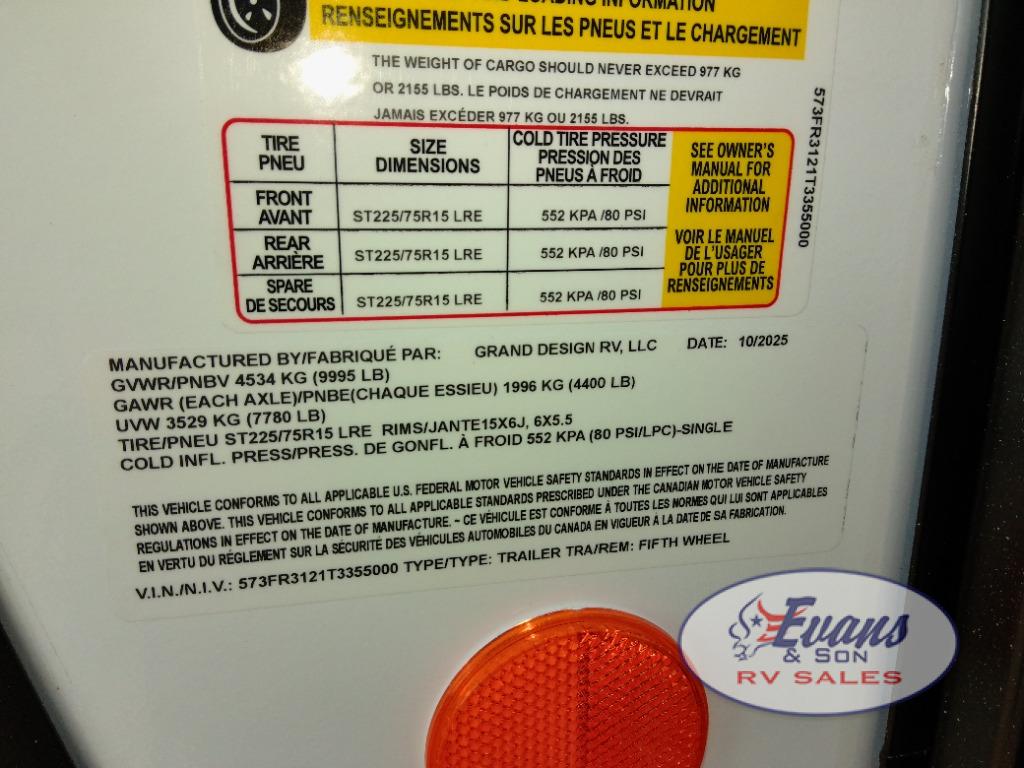 LOADING INFORMATION
RENSEIGNEMENTS SUR LES PNEUS ET LE CHARGEMENT
THE WEIGHT OF CARGO SHOULD NEVER EXCEED 977 KG
OR 2155 LBS. LE POIDS DE CHARGEMENT NE DEVRAIT
JAMAIS EXCÉDER 977 KG OU 2155 LBS.
TIRE
PNEU
SIZE
DIMENSIONS
COLD TIRE PRESSURE
PRESSION DES
PNEUS À FROID
SEE OWNER'S
MANUAL FOR
ADDITIONAL
INFORMATION
VOIR LE MANUEL
DE L'USAGER
POUR PLUS DE
RENSEIGNEMENTS
FRONT
AVANT
ST225/75R15 LRE
552 KPA /80 PSI
REAR
ARRIÈRE
ST225/75R15 LRE
552 KPA /80 PSI
SPARE
DE SECOURS
ST225/75R15 LRE
552 KPA /80 PSI
573FR3121T3355000
MANUFACTURED BY/FABRIQUÉ PAR: GRAND DESIGN RV, LLC DATE: 10/2025
GVWR/PNBV 4534 KG (9995 LB)
GAWR (EACH AXLE)/PNBE(CHAQUE ESSIEU) 1996 KG (4400 LB)
UVW 3529 KG (7780 LB)
TIRE/PNEU ST225/75R15 LRE RIMS/JANTE15X6J, 6X5.5
COLD INFL. PRESS/PRESS. DE GONFL. À FROID 552 KPA (80 PSI/LPC)-SINGLE
THIS VEHICLE CONFORMS TO ALL APPLICABLE U.S. FEDERAL MOTOR VEHICLE SAFETY STANDARDS IN EFFECT ON THE DATE OF MANUFACTURE
SHOWN ABOVE. THIS VEHICLE CONFORMS TO ALL APPLICABLE STANDARDS PRESCRIBED UNDER THE CANADIAN MOTOR VEHICLE SAFETY
REGULATIONS IN EFFECT ON THE DATE OF MANUFACTURE. – CE VÉHICULE EST CONFORME À TOUTES LES NORMES QUI LUI SONT APPLICABLES
EN VERTU DU RÉGLEMENT SUR LA SÉCURITÉ DES VÉHICULES AUTOMOBILES DU CANADA EN VIGUEUR À LA DATE DE SA FABRICATION.
V.I.N./N.I.V.: 573FR3121T3355000 TYPE/TYPE: TRAILER TRA/REM: FIFTH WHEEL
Evans
& SON
RV SALES